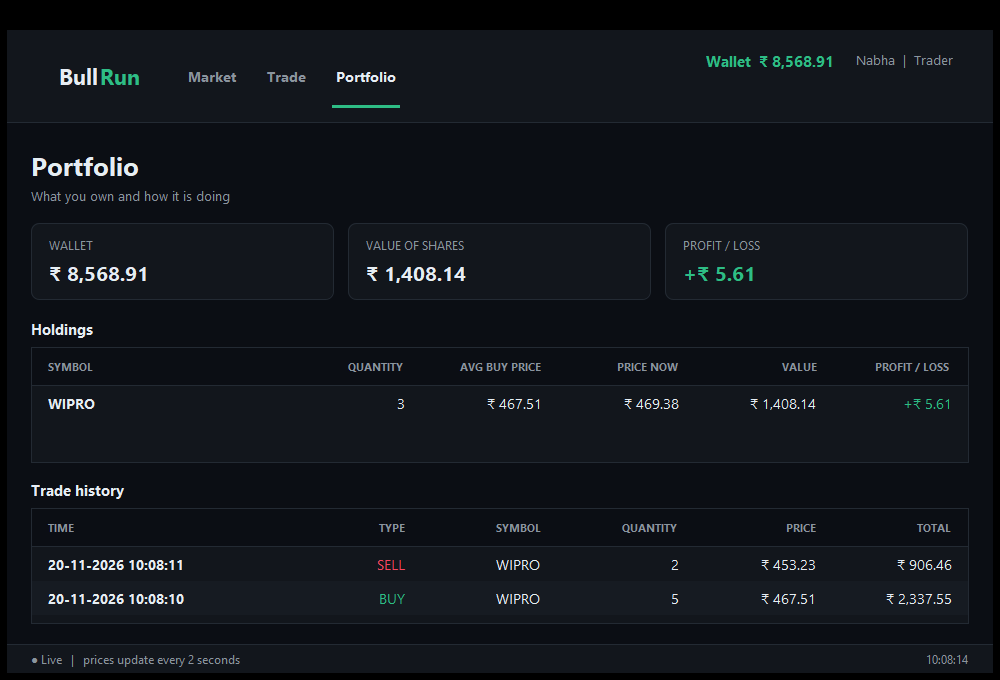 BullRun Market Trade Portfolio Wallet ₹ 8,568.91 Nabha | Trader
Portfolio
What you own and how it is doing
WALLET VALUE OF SHARES PROFIT / LOSS
₹ 8,568.91 ₹ 1,408.14 +₹ 5.61
Holdings
SYMBOL QUANTITY AVG BUY PRICE PRICE NOW VALUE PROFIT / LOSS
WIPRO 3 ₹ 467.51 ₹ 469.38 ₹ 1,408.14 +₹ 5.61
Trade history
TIME TYPE SYMBOL QUANTITY PRICE TOTAL
20-11-2026 10:08:11 SELL WIPRO 2 ₹ 453.23 ₹ 906.46
20-11-2026 10:08:10 BUY WIPRO 5 ₹ 467.51 ₹ 2,337.55
● Live | prices update every 2 seconds 10:08:14